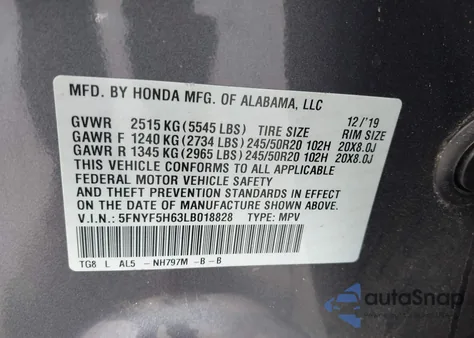 MFD. BY HONDA MFG. OF ALABAMA, LLC
12/'19
GVWR 2515 KG (5545 LBS) TIRE SIZE RIM SIZE
GAWR F 1240 KG (2734 LBS) 245/50R20 102H 20X8.0J
GAWR R 1345 KG (2965 LBS) 245/50R20 102H 20X8.0J
THIS VEHICLE CONFORMS TO ALL APPLICABLE
FEDERAL MOTOR VEHICLE SAFETY
AND THEFT PREVENTION STANDARDS IN EFFECT ON
THE DATE OF MANUFACTURE SHOWN ABOVE.
V.I.N: 5FNYF5H63LB018828 TYPE: MPV
TG8 L AL5 - NH797M -B -B
autoSnap